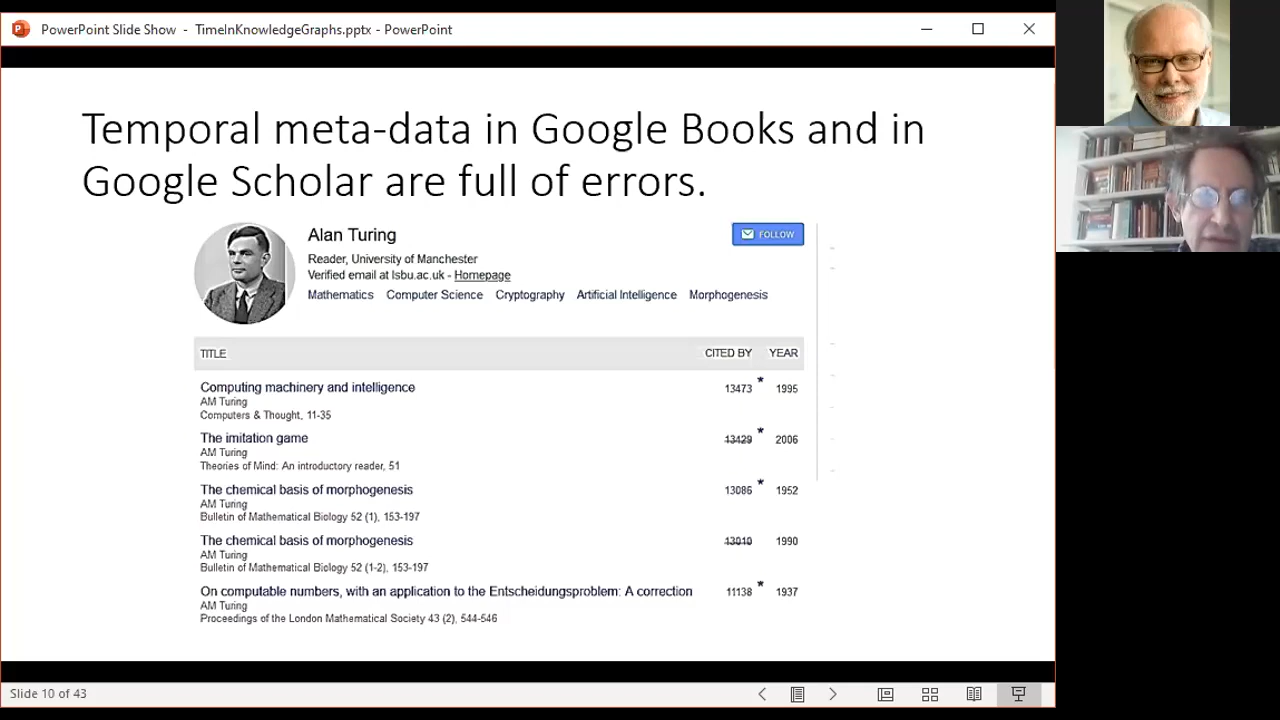 PowerPoint Slide Show - TimeInKnowledgeGraphs.pptx - PowerPoint
Temporal meta-data in Google Books and in
Google Scholar are full of errors.
Alan Turing
FOLLOW
Reader, University of Manchester
Verified email at lsbu.ac.uk - Homepage
Mathematics Computer Science Cryptography Artificial Intelligence Morphogenesis
TITLE CITED BY YEAR
Computing machinery and intelligence 13473 * 1995
AM Turing
Computers & Thought, 11-35
The imitation game 13429 * 2006
AM Turing
Theories of Mind: An introductory reader, 51
The chemical basis of morphogenesis 13086 * 1952
AM Turing
Bulletin of Mathematical Biology 52 (1), 153-197
The chemical basis of morphogenesis 13010 1990
AM Turing
Bulletin of Mathematical Biology 52 (1-2), 153-197
On computable numbers, with an application to the Entscheidungsproblem: A correction 11138 * 1937
AM Turing
Proceedings of the London Mathematical Society 43 (2), 544-546
Slide 10 of 43